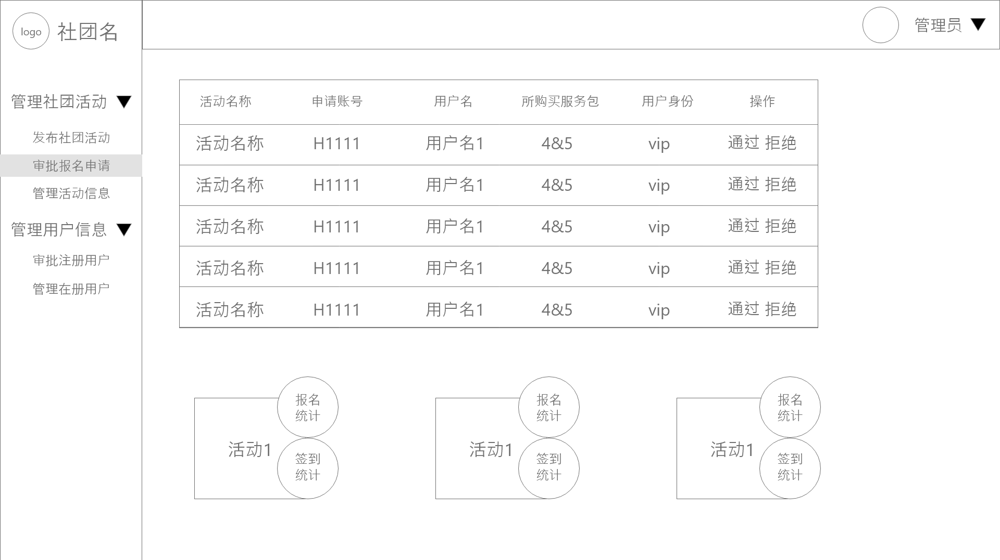 logo 社团名
管理员
管理社团活动
发布社团活动
审批报名申请
管理活动信息
管理用户信息
审批注册用户
管理在册用户
活动名称 申请账号 用户名 所购买服务包 用户身份 操作
活动名称 H1111 用户名1 4&5 vip 通过 拒绝
活动名称 H1111 用户名1 4&5 vip 通过 拒绝
活动名称 H1111 用户名1 4&5 vip 通过 拒绝
活动名称 H1111 用户名1 4&5 vip 通过 拒绝
活动名称 H1111 用户名1 4&5 vip 通过 拒绝
活动1
报名
统计
签到
统计
活动1
报名
统计
签到
统计
活动1
报名
统计
签到
统计